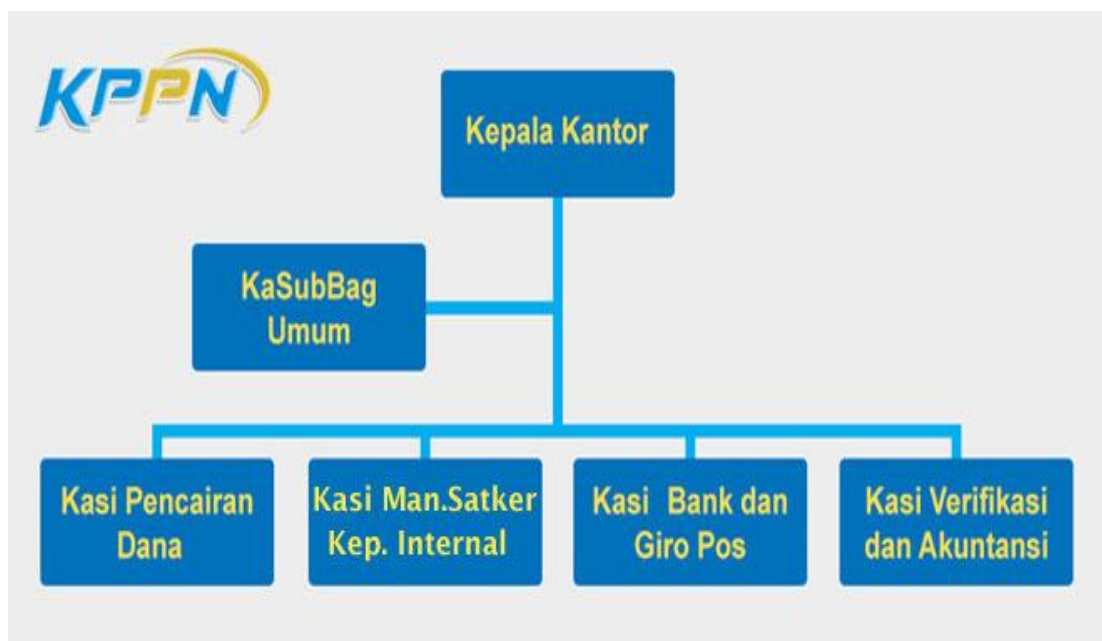 KPPN
Kepala Kantor
KaSubBag
Umum
Kasi Pencairan
Dana
Kasi Man.Satker
Kep. Internal
Kasi Bank dan
Giro Pos
Kasi Verifikasi
dan Akuntansi